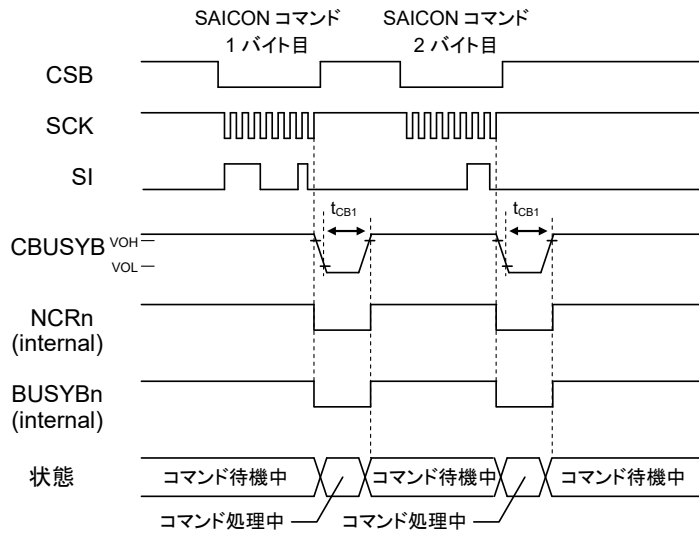 SAICON コマンド
1 バイト目
SAICON コマンド
2 バイト目
CSB
SCK
SI
tCB1
tCB1
CBUSYB
VOH
VOL
NCRn
(internal)
BUSYBn
(internal)
状態
コマンド待機中
コマンド待機中
コマンド待機中
コマンド処理中
コマンド処理中